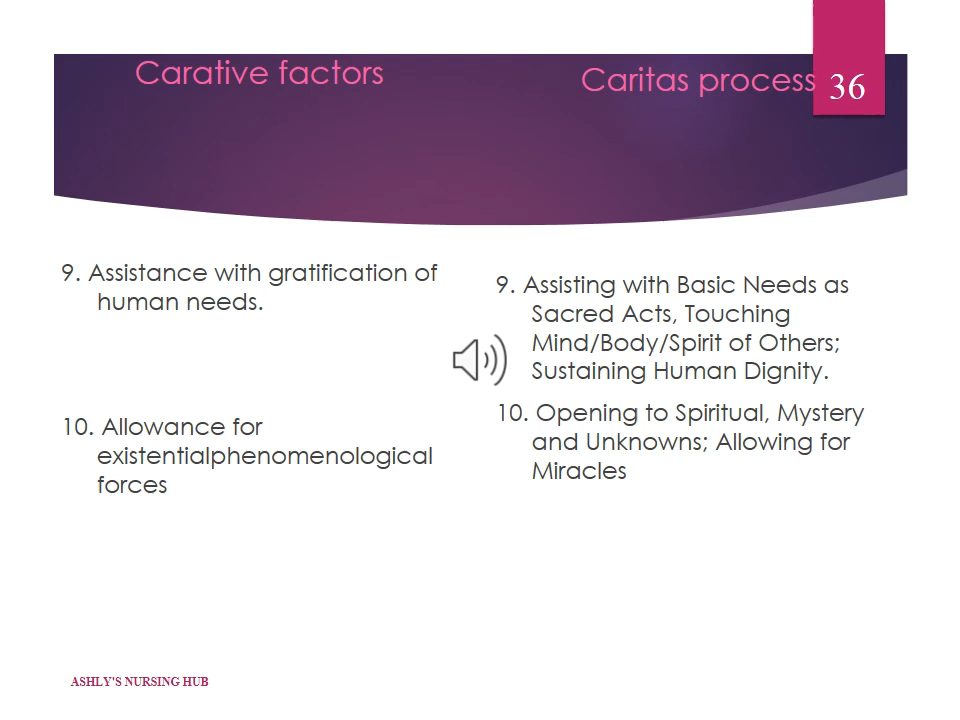 Carative factors
Caritas process
36
9. Assistance with gratification of
human needs.
10. Allowance for
existentialphenomenological
forces
9. Assisting with Basic Needs as
Sacred Acts, Touching
Mind/Body/Spirit of Others;
Sustaining Human Dignity.
10. Opening to Spiritual, Mystery
and Unknowns; Allowing for
Miracles
ASHLY'S NURSING HUB